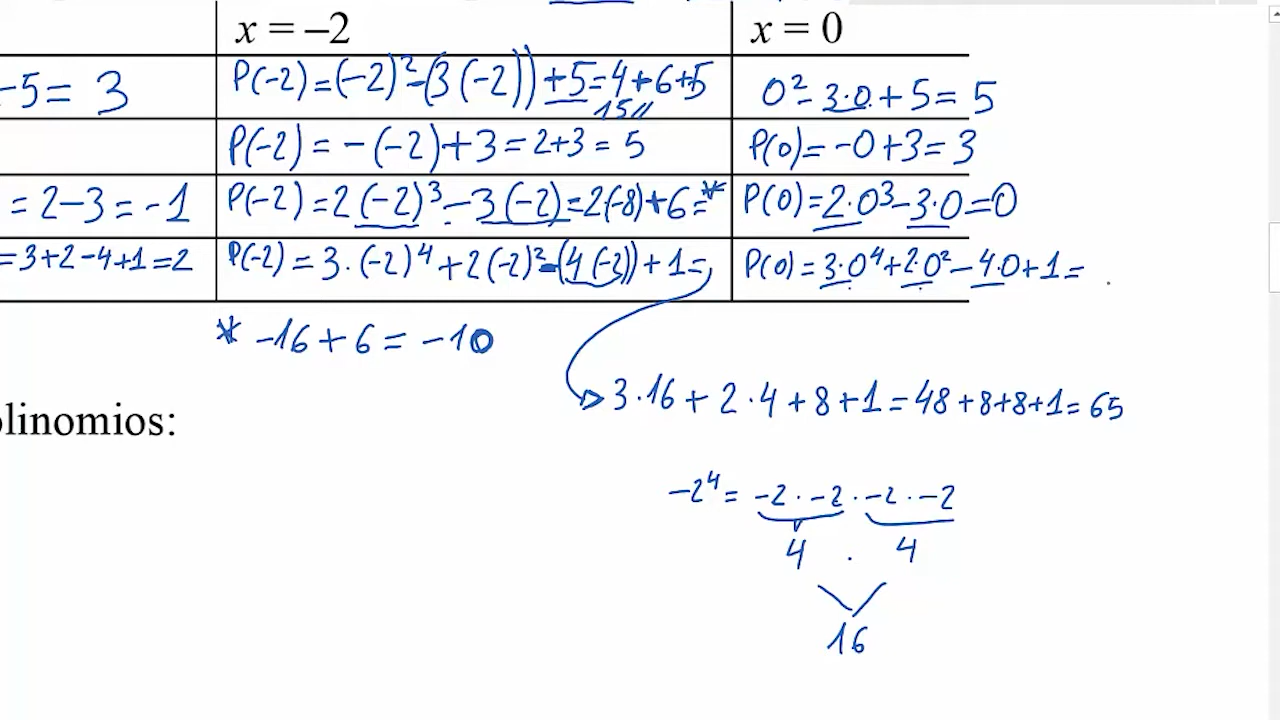 x = –2 x = 0
-5= 3 P(-2)=(-2)²-(3(-2))+5=4+6+5 0²-3·0+5=5
15//
P(-2)=-(-2)+3=2+3=5 P(0)=-0+3=3
=2-3=-1 P(-2)=2(-2)³-3(-2)=2(-8)+6=* P(0)=2·0³-3·0=0
=3+2-4+1=2 P(-2)=3·(-2)⁴+2(-2)²-(4(-2))+1= P(0)=3·0⁴+2·0²-4·0+1=
* -16+6=-10
3·16+2·4+8+1=48+8+8+1=65
olinomios:
-2⁴=-2·-2·-2·-2
4 · 4
16